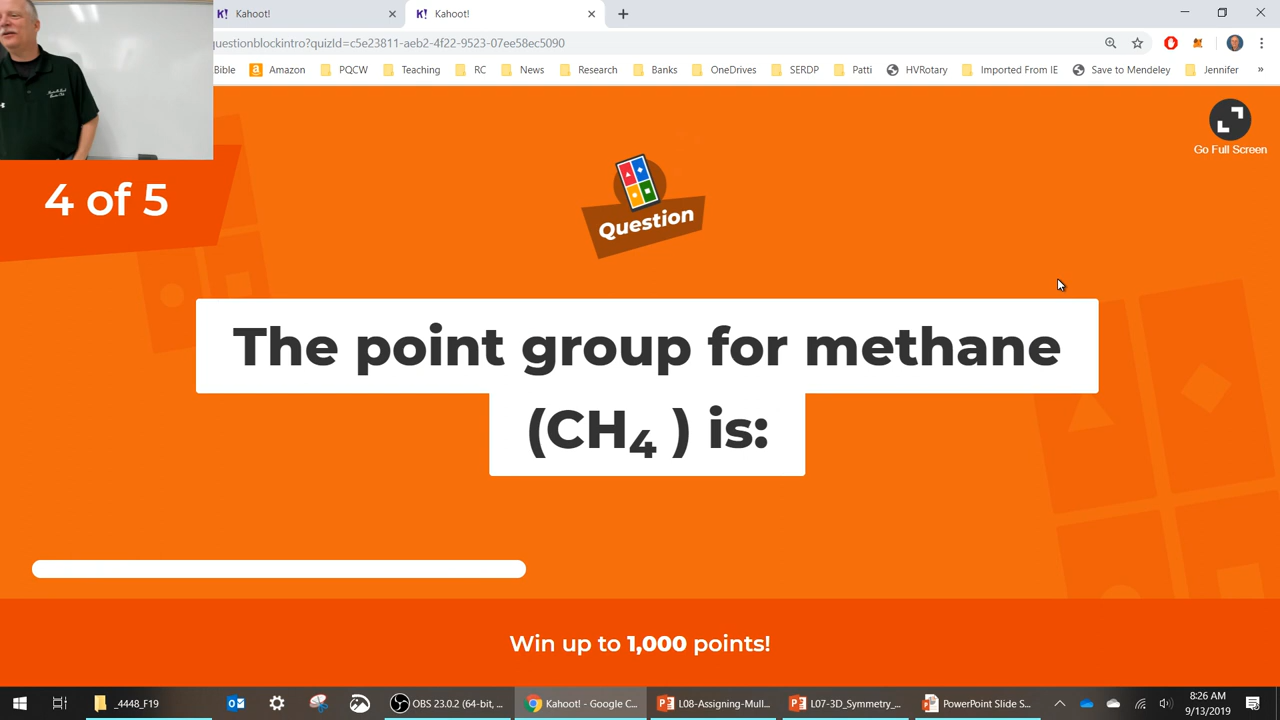 Kahoot!
Kahoot!
questionblockintro?quizId=c5e23811-aeb2-4f22-9523-07ee58ec5090
Bible Amazon PQCW Teaching RC News Research Banks OneDrives SERDP Patti HVRotary Imported From IE Save to Mendeley Jennifer »
Go Full Screen
4 of 5
Question
The point group for methane
(CH₄ ) is:
Win up to 1,000 points!
_4448_F19
OBS 23.0.2 (64-bit, ...
Kahoot! - Google C...
L08-Assigning-Mull...
L07-3D_Symmetry_...
PowerPoint Slide S...
8:26 AM
9/13/2019